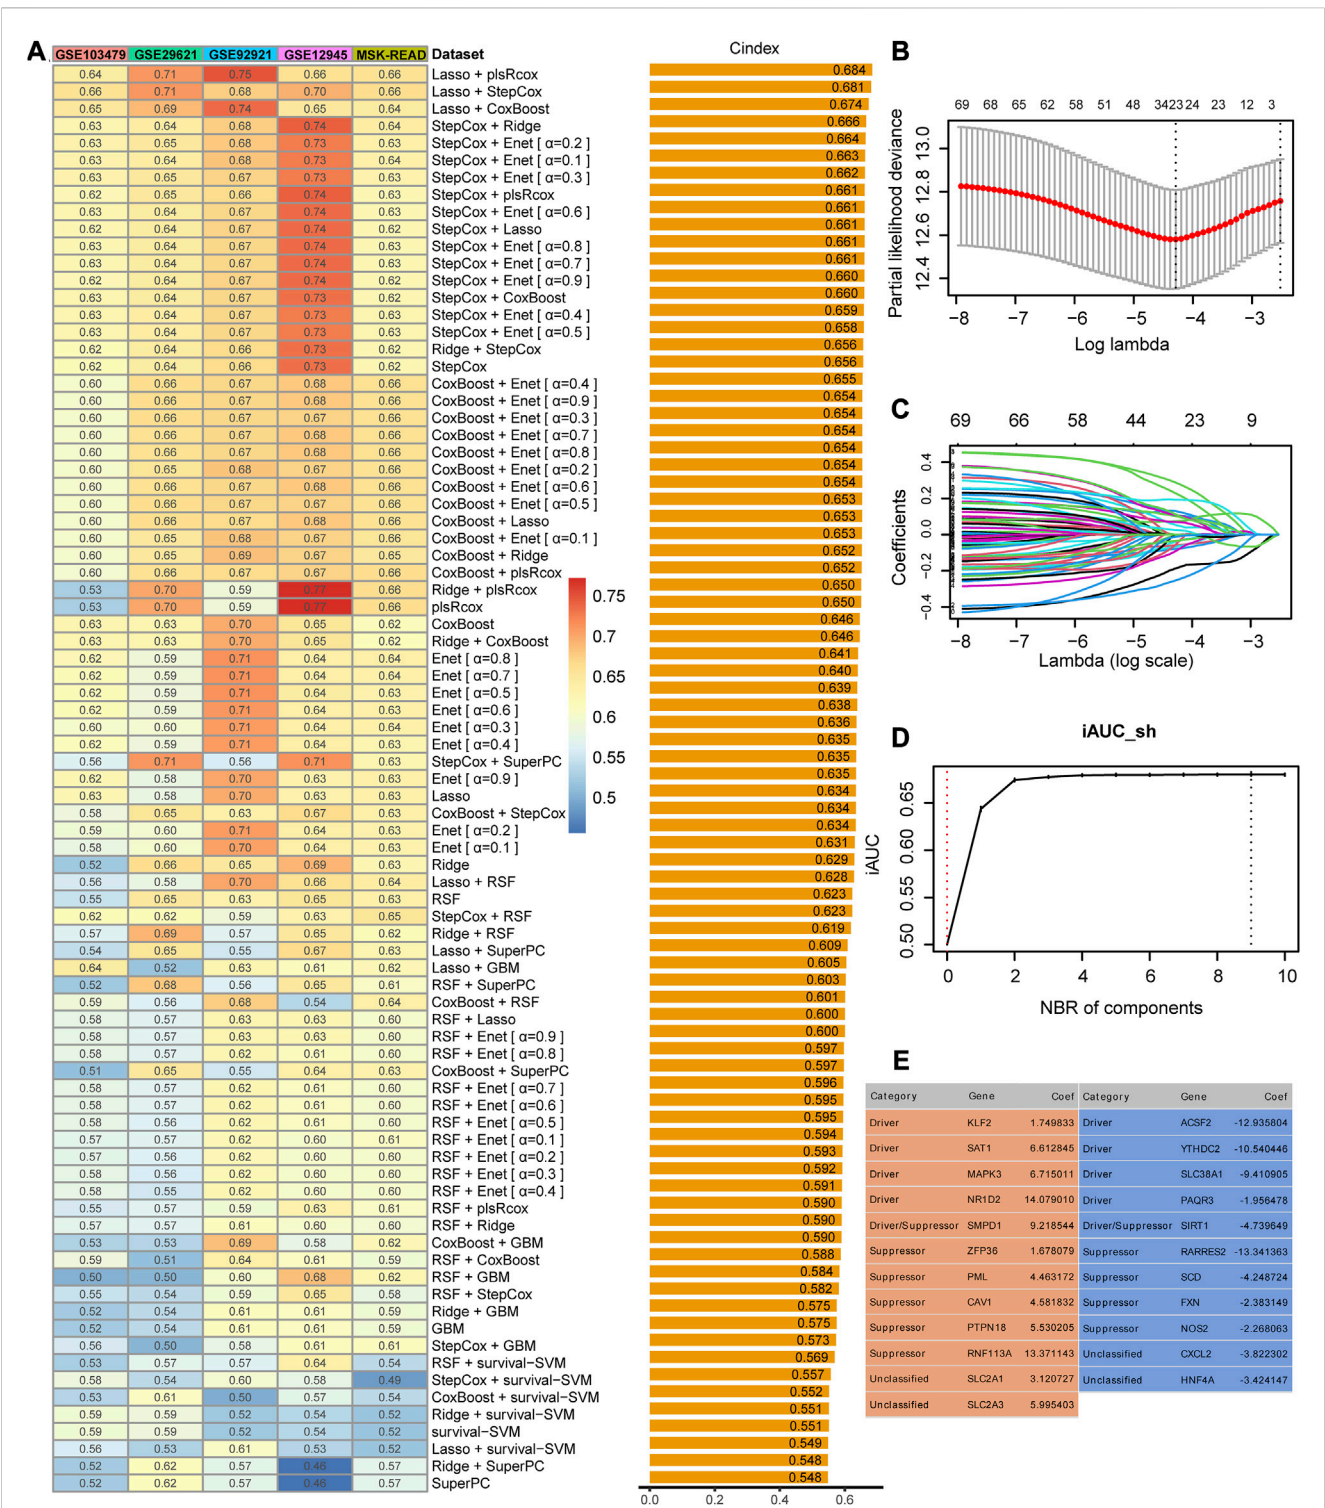 A
GSE103479 GSE29621 GSE92921 GSE12945 MSK-READ Dataset
Cindex
0.64 0.71 0.75 0.66 0.66 Lasso + plsRcox 0.684
0.66 0.71 0.68 0.70 0.66 Lasso + StepCox 0.681
0.65 0.69 0.74 0.65 0.64 Lasso + CoxBoost 0.674
0.63 0.64 0.68 0.74 0.64 StepCox + Ridge 0.666
0.63 0.65 0.68 0.73 0.63 StepCox + Enet [ α=0.2 ] 0.664
0.63 0.64 0.68 0.73 0.64 StepCox + Enet [ α=0.1 ] 0.663
0.63 0.65 0.67 0.73 0.63 StepCox + Enet [ α=0.3 ] 0.662
0.62 0.65 0.66 0.74 0.63 StepCox + plsRcox 0.661
0.63 0.64 0.67 0.74 0.63 StepCox + Enet [ α=0.6 ] 0.661
0.62 0.64 0.67 0.74 0.62 StepCox + Lasso 0.661
0.63 0.64 0.67 0.74 0.63 StepCox + Enet [ α=0.8 ] 0.661
0.63 0.64 0.67 0.74 0.63 StepCox + Enet [ α=0.7 ] 0.661
0.62 0.64 0.67 0.74 0.62 StepCox + Enet [ α=0.9 ] 0.660
0.63 0.64 0.67 0.73 0.62 StepCox + CoxBoost 0.660
0.63 0.64 0.67 0.73 0.63 StepCox + Enet [ α=0.4 ] 0.659
0.63 0.64 0.67 0.73 0.63 StepCox + Enet [ α=0.5 ] 0.658
0.62 0.64 0.66 0.73 0.62 Ridge + StepCox 0.656
0.62 0.64 0.66 0.73 0.62 StepCox 0.656
0.60 0.66 0.67 0.68 0.66 CoxBoost + Enet [ α=0.4 ] 0.655
0.60 0.66 0.67 0.68 0.66 CoxBoost + Enet [ α=0.9 ] 0.654
0.60 0.66 0.67 0.67 0.66 CoxBoost + Enet [ α=0.3 ] 0.654
0.60 0.66 0.67 0.68 0.66 CoxBoost + Enet [ α=0.7 ] 0.654
0.60 0.66 0.67 0.68 0.66 CoxBoost + Enet [ α=0.8 ] 0.654
0.60 0.65 0.68 0.67 0.66 CoxBoost + Enet [ α=0.2 ] 0.654
0.60 0.66 0.67 0.68 0.66 CoxBoost + Enet [ α=0.6 ] 0.654
0.60 0.66 0.67 0.67 0.66 CoxBoost + Enet [ α=0.5 ] 0.653
0.60 0.66 0.67 0.68 0.66 CoxBoost + Lasso 0.653
0.60 0.65 0.68 0.67 0.66 CoxBoost + Enet [ α=0.1 ] 0.653
0.60 0.65 0.69 0.67 0.65 CoxBoost + Ridge 0.652
0.60 0.66 0.67 0.67 0.66 CoxBoost + plsRcox 0.652
0.53 0.70 0.59 0.77 0.66 Ridge + plsRcox 0.650
0.53 0.70 0.59 0.77 0.66 plsRcox 0.650
0.63 0.63 0.70 0.65 0.62 CoxBoost 0.646
0.63 0.63 0.70 0.65 0.62 Ridge + CoxBoost 0.646
0.62 0.59 0.71 0.64 0.64 Enet [ α=0.8 ] 0.641
0.62 0.59 0.71 0.64 0.64 Enet [ α=0.7 ] 0.640
0.62 0.59 0.71 0.64 0.63 Enet [ α=0.5 ] 0.639
0.62 0.59 0.71 0.64 0.63 Enet [ α=0.6 ] 0.638
0.60 0.60 0.71 0.64 0.64 Enet [ α=0.3 ] 0.636
0.62 0.59 0.71 0.64 0.63 Enet [ α=0.4 ] 0.635
0.56 0.71 0.56 0.71 0.63 StepCox + SuperPC 0.635
0.62 0.58 0.70 0.63 0.63 Enet [ α=0.9 ] 0.635
0.63 0.58 0.70 0.63 0.63 Lasso 0.634
0.58 0.65 0.63 0.67 0.63 CoxBoost + StepCox 0.634
0.59 0.60 0.71 0.64 0.63 Enet [ α=0.2 ] 0.634
0.58 0.60 0.70 0.64 0.63 Enet [ α=0.1 ] 0.631
0.52 0.66 0.65 0.69 0.63 Ridge 0.629
0.56 0.58 0.70 0.66 0.64 Lasso + RSF 0.628
0.55 0.65 0.63 0.65 0.63 RSF 0.623
0.62 0.62 0.59 0.63 0.65 StepCox + RSF 0.623
0.57 0.69 0.57 0.65 0.62 Ridge + RSF 0.619
0.54 0.65 0.55 0.67 0.63 Lasso + SuperPC 0.609
0.64 0.52 0.63 0.61 0.62 Lasso + GBM 0.605
0.52 0.68 0.56 0.65 0.61 RSF + SuperPC 0.603
0.59 0.56 0.68 0.54 0.64 CoxBoost + RSF 0.601
0.58 0.57 0.63 0.63 0.60 RSF + Lasso 0.600
0.58 0.57 0.63 0.63 0.60 RSF + Enet [ α=0.9 ] 0.600
0.58 0.57 0.62 0.61 0.60 RSF + Enet [ α=0.8 ] 0.597
0.51 0.65 0.55 0.64 0.63 CoxBoost + SuperPC 0.597
0.58 0.57 0.62 0.61 0.60 RSF + Enet [ α=0.7 ] 0.596
0.58 0.57 0.62 0.61 0.60 RSF + Enet [ α=0.6 ] 0.595
0.58 0.56 0.62 0.61 0.60 RSF + Enet [ α=0.5 ] 0.595
0.57 0.57 0.62 0.60 0.61 RSF + Enet [ α=0.1 ] 0.594
0.57 0.56 0.62 0.60 0.60 RSF + Enet [ α=0.2 ] 0.593
0.58 0.56 0.62 0.60 0.60 RSF + Enet [ α=0.3 ] 0.592
0.58 0.55 0.62 0.60 0.60 RSF + Enet [ α=0.4 ] 0.591
0.55 0.57 0.59 0.63 0.61 RSF + plsRcox 0.590
0.57 0.57 0.61 0.60 0.60 RSF + Ridge 0.590
0.53 0.53 0.69 0.58 0.62 CoxBoost + GBM 0.590
0.59 0.51 0.64 0.61 0.59 RSF + CoxBoost 0.588
0.50 0.50 0.60 0.68 0.62 RSF + GBM 0.584
0.55 0.54 0.59 0.65 0.58 RSF + StepCox 0.582
0.52 0.54 0.61 0.61 0.59 Ridge + GBM 0.575
0.52 0.54 0.61 0.61 0.59 GBM 0.575
0.56 0.50 0.58 0.61 0.61 StepCox + GBM 0.573
0.53 0.57 0.57 0.64 0.54 RSF + survival−SVM 0.569
0.58 0.54 0.60 0.58 0.49 StepCox + survival−SVM 0.557
0.53 0.61 0.50 0.57 0.54 CoxBoost + survival−SVM 0.552
0.59 0.59 0.52 0.54 0.52 Ridge + survival−SVM 0.551
0.59 0.59 0.52 0.54 0.52 survival−SVM 0.551
0.56 0.53 0.61 0.53 0.52 Lasso + survival−SVM 0.549
0.52 0.62 0.57 0.46 0.57 Ridge + SuperPC 0.548
0.52 0.62 0.57 0.46 0.57 SuperPC 0.548
0.75
0.7
0.65
0.6
0.55
0.5
0.0 0.2 0.4 0.6
B
69 68 65 62 58 51 48 34 23 24 23 12 3
Partial likelihood deviance
13.0
12.8
12.6
12.4
−8 −7 −6 −5 −4 −3
Log lambda
C
69 66 58 44 23 9
Coefficients
0.4
0.2
0.0
−0.2
−0.4
−8 −7 −6 −5 −4 −3
Lambda (log scale)
D
iAUC_sh
iAUC
0.65
0.60
0.55
0.50
0 2 4 6 8 10
NBR of components
E
Category Gene Coef Category Gene Coef
Driver KLF2 1.749833 Driver ACSF2 -12.935804
Driver SAT1 6.612845 Driver YTHDC2 -10.540446
Driver MAPK3 6.715011 Driver SLC38A1 -9.410905
Driver NR1D2 14.079010 Driver PAQR3 -1.956478
Driver/Suppressor SMPD1 9.218544 Driver/Suppressor SIRT1 -4.739649
Suppressor ZFP36 1.678079 Suppressor RARRES2 -13.341363
Suppressor PML 4.463172 Suppressor SCD -4.248724
Suppressor CAV1 4.581832 Suppressor FXN -2.383149
Suppressor PTPN18 5.530205 Suppressor NOS2 -2.268063
Suppressor RNF113A 13.371143 Unclassified CXCL2 -3.822302
Unclassified SLC2A1 3.120727 Unclassified HNF4A -3.424147
Unclassified SLC2A3 5.995403